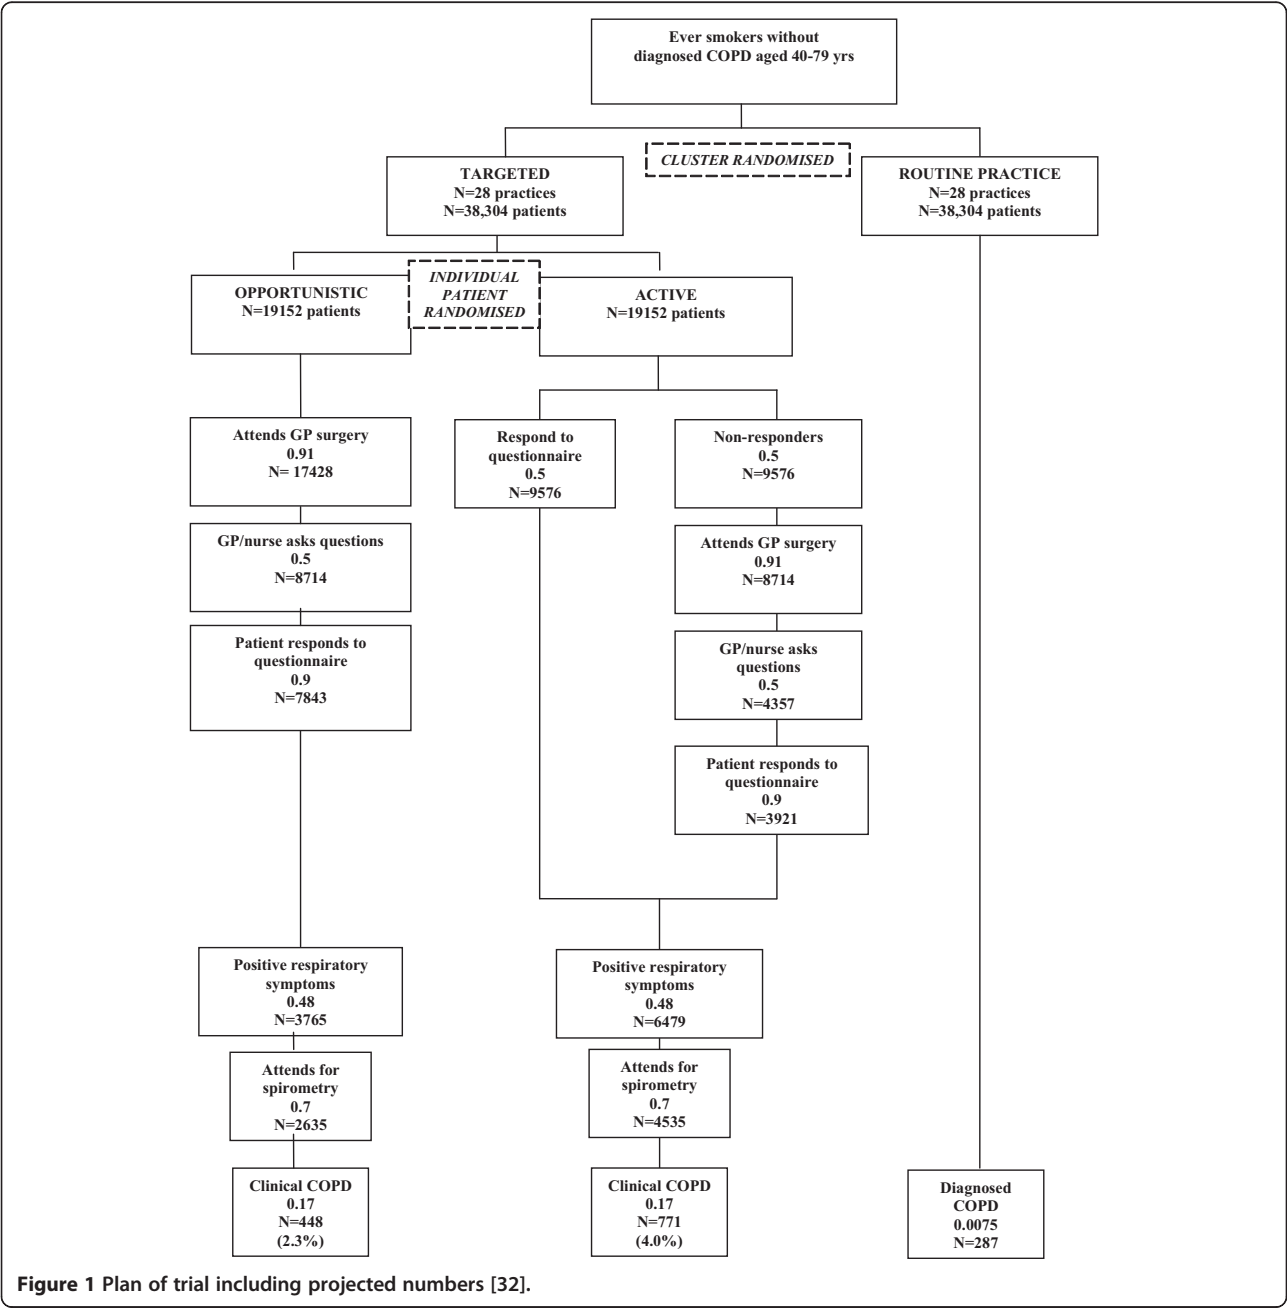 Ever smokers without
diagnosed COPD aged 40-79 yrs
CLUSTER RANDOMISED
TARGETED
N=28 practices
N=38,304 patients
ROUTINE PRACTICE
N=28 practices
N=38,304 patients
INDIVIDUAL
PATIENT
RANDOMISED
OPPORTUNISTIC
N=19152 patients
ACTIVE
N=19152 patients
Attends GP surgery
0.91
N= 17428
Respond to
questionnaire
0.5
N=9576
Non-responders
0.5
N=9576
GP/nurse asks questions
0.5
N=8714
Attends GP surgery
0.91
N=8714
Patient responds to
questionnaire
0.9
N=7843
GP/nurse asks
questions
0.5
N=4357
Patient responds to
questionnaire
0.9
N=3921
Positive respiratory
symptoms
0.48
N=3765
Positive respiratory
symptoms
0.48
N=6479
Attends for
spirometry
0.7
N=2635
Attends for
spirometry
0.7
N=4535
Clinical COPD
0.17
N=448
(2.3%)
Clinical COPD
0.17
N=771
(4.0%)
Diagnosed
COPD
0.0075
N=287
Figure 1 Plan of trial including projected numbers [32].